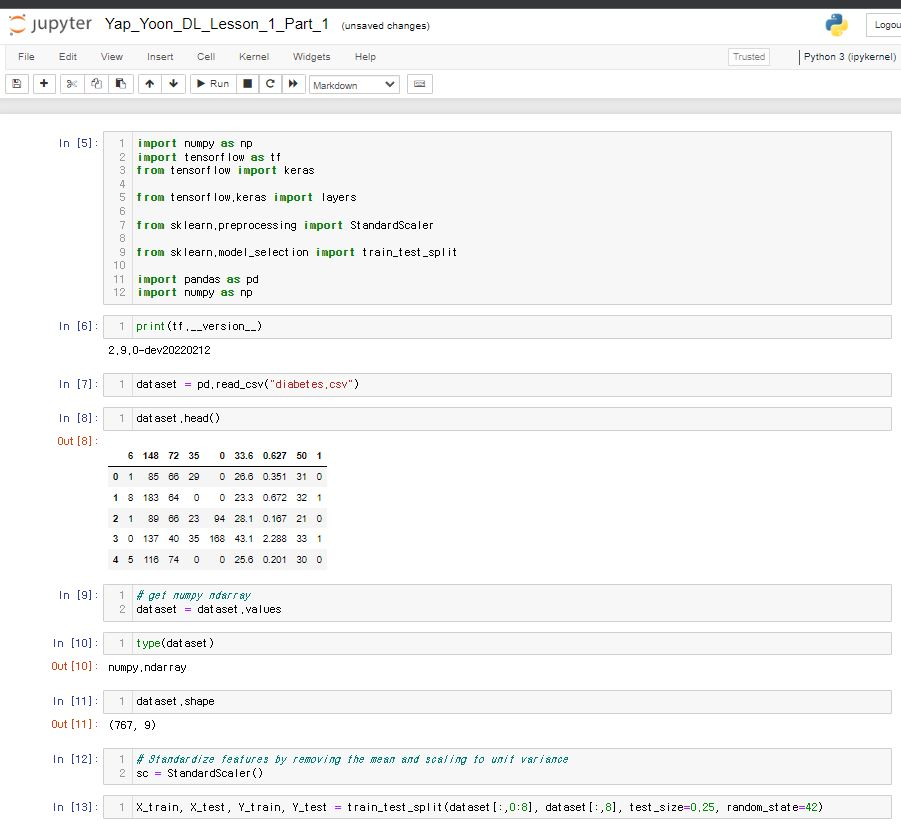 jupyter Yap_Yoon_DL_Lesson_1_Part_1 (unsaved changes)
Logou
File Edit View Insert Cell Kernel Widgets Help
Trusted
Python 3 (ipykernel)
Run
Markdown
In [5]:
1 import numpy as np
2 import tensorflow as tf
3 from tensorflow import keras
4
5 from tensorflow.keras import layers
6
7 from sklearn.preprocessing import StandardScaler
8
9 from sklearn.model_selection import train_test_split
10
11 import pandas as pd
12 import numpy as np
In [6]:
1 print(tf.__version__)
2.9.0-dev20220212
In [7]:
1 dataset = pd.read_csv("diabetes.csv")
In [8]:
1 dataset.head()
Out[8]:
6 148 72 35 0 33.6 0.627 50 1
0 1 85 66 29 0 26.6 0.351 31 0
1 8 183 64 0 0 23.3 0.672 32 1
2 1 89 66 23 94 28.1 0.167 21 0
3 0 137 40 35 168 43.1 2.288 33 1
4 5 116 74 0 0 25.6 0.201 30 0
In [9]:
1 # get numpy ndarray
2 dataset = dataset.values
In [10]:
1 type(dataset)
Out[10]:
numpy.ndarray
In [11]:
1 dataset.shape
Out[11]:
(767, 9)
In [12]:
1 # Standardize features by removing the mean and scaling to unit variance
2 sc = StandardScaler()
In [13]:
1 X_train, X_test, Y_train, Y_test = train_test_split(dataset[:,0:8], dataset[:,8], test_size=0.25, random_state=42)